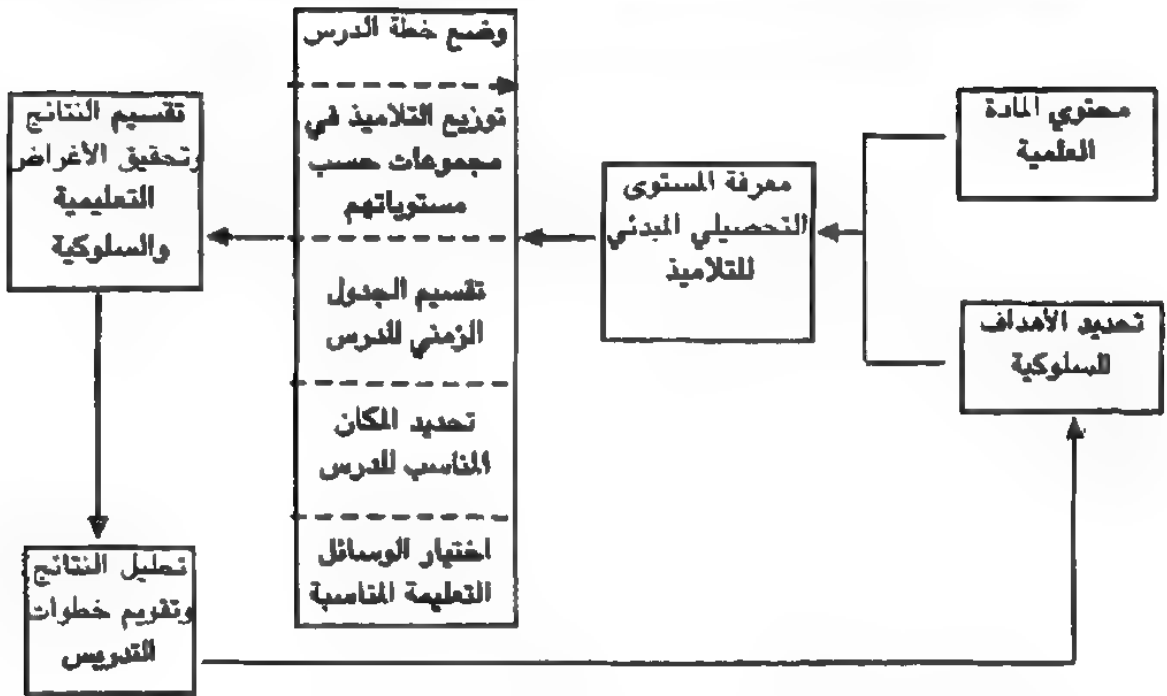 محتوي المادة
العلمية
تحديد الأهداف
السلوكية
معرفة المستوى
التحصيلي المبدئي
للتلاميذ
وضع خطة الدرس
توزيع التلاميذ في
مجموعات حسب
مستوياتهم
تقسيم الجدول
الزمني للدرس
تحديد المكان
المناسب للدرس
اختيار الوسائل
التعليمة المناسبة
تقسيم النتائج
وتحقيق الأغراض
التعليمية
والسلوكية
تحليل النتائج
وتقريم خطوات
التدريس